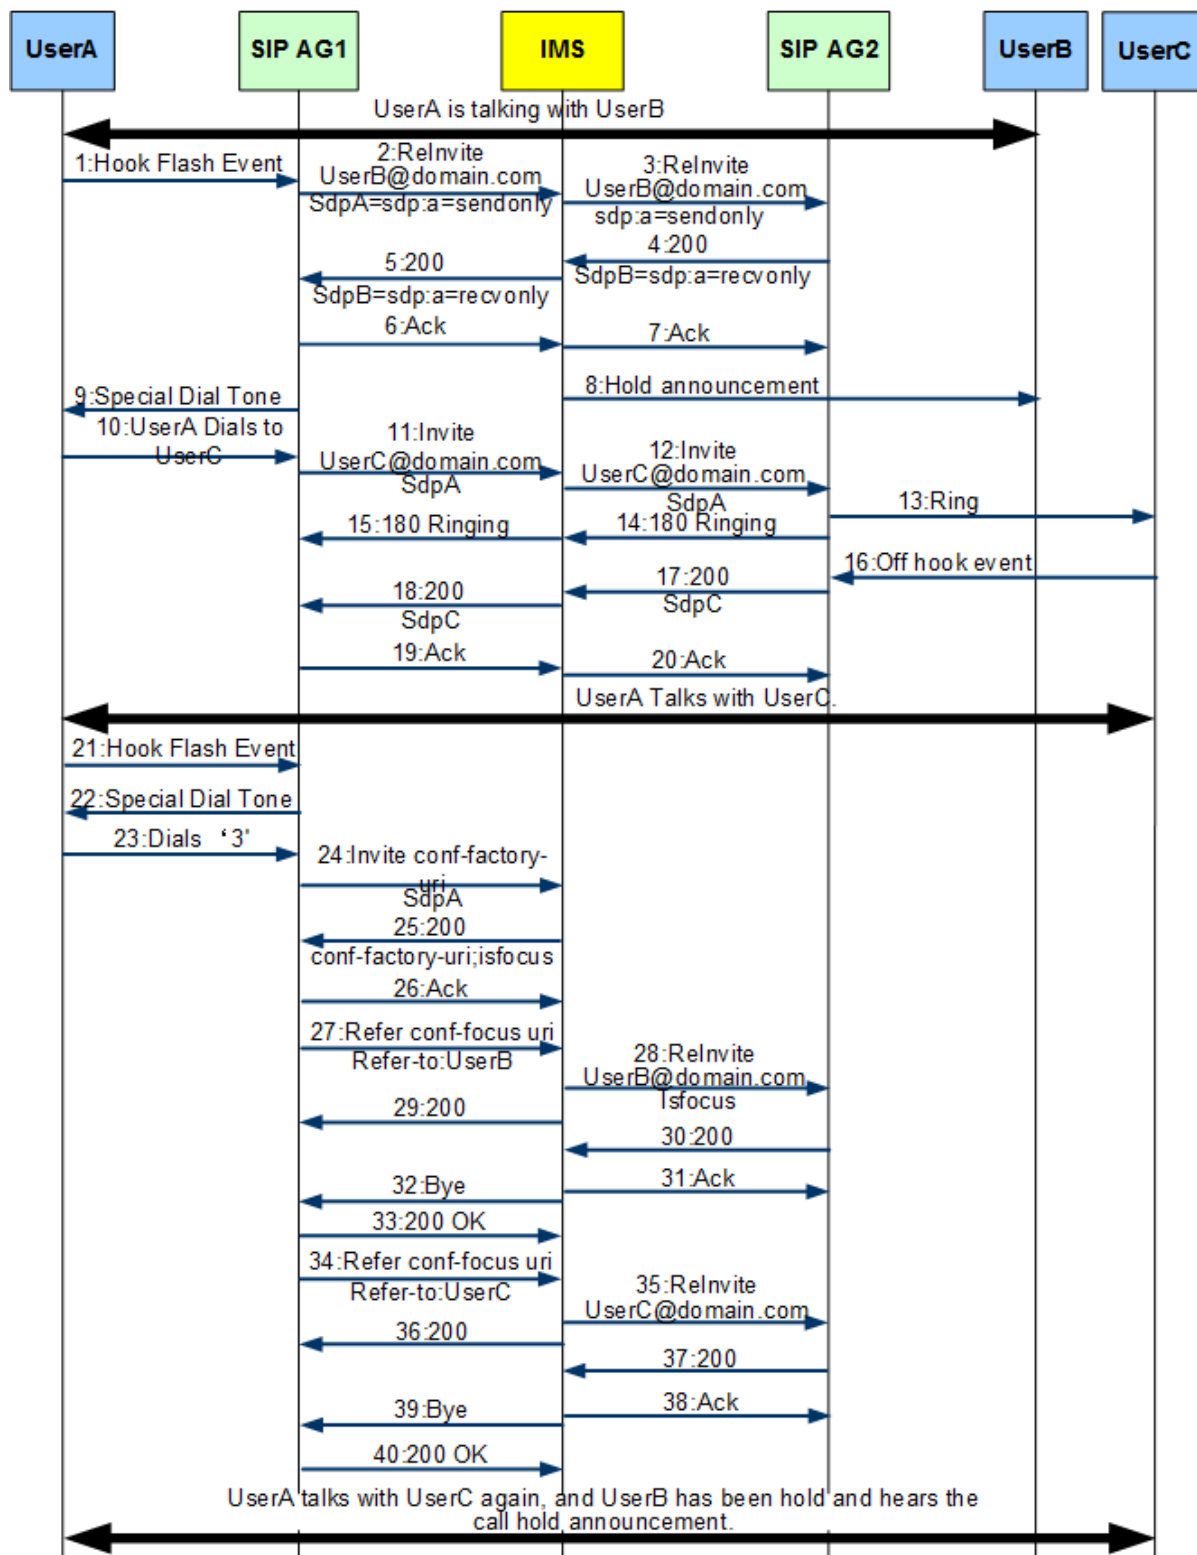 UserA
SIP AG1
IMS
SIP AG2
UserB
UserC
UserA is talking with UserB
1:Hook Flash Event
2:ReInvite
UserB@domain.com
SdpA=sdp:a=sendonly
3:ReInvite
UserB@domain.com
sdp:a=sendonly
4:200
SdpB=sdp:a=recvonly
5:200
SdpB=sdp:a=recvonly
6:Ack
7:Ack
8:Hold announcement
9:Special Dial Tone
10:UserA Dials to
UserC
11:Invite
UserC@domain.com
SdpA
12:Invite
UserC@domain.com
SdpA
13:Ring
14:180 Ringing
15:180 Ringing
16:Off hook event
17:200
SdpC
18:200
SdpC
19:Ack
20:Ack
UserA Talks with UserC.
21:Hook Flash Event
22:Special Dial Tone
23:Dials ‘3'
24:Invite conf-factory-
uri
SdpA
25:200
conf-factory-uri;isfocus
26:Ack
27:Refer conf-focus uri
Refer-to:UserB
28:ReInvite
UserB@domain.com
Isfocus
29:200
30:200
31:Ack
32:Bye
33:200 OK
34:Refer conf-focus uri
Refer-to:UserC
35:ReInvite
UserC@domain.com
36:200
37:200
38:Ack
39:Bye
40:200 OK
UserA talks with UserC again, and UserB has been hold and hears the
call hold announcement.